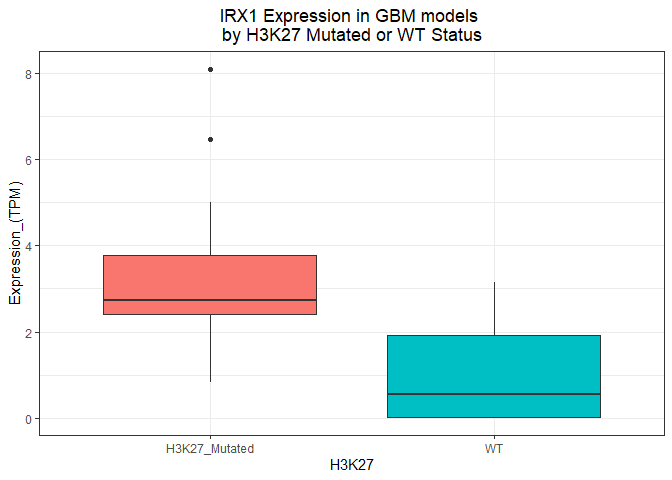 IRX1 Expression in GBM models
by H3K27 Mutated or WT Status
8
6
4
2
0
Expression_(TPM)
H3K27_Mutated
WT
H3K27